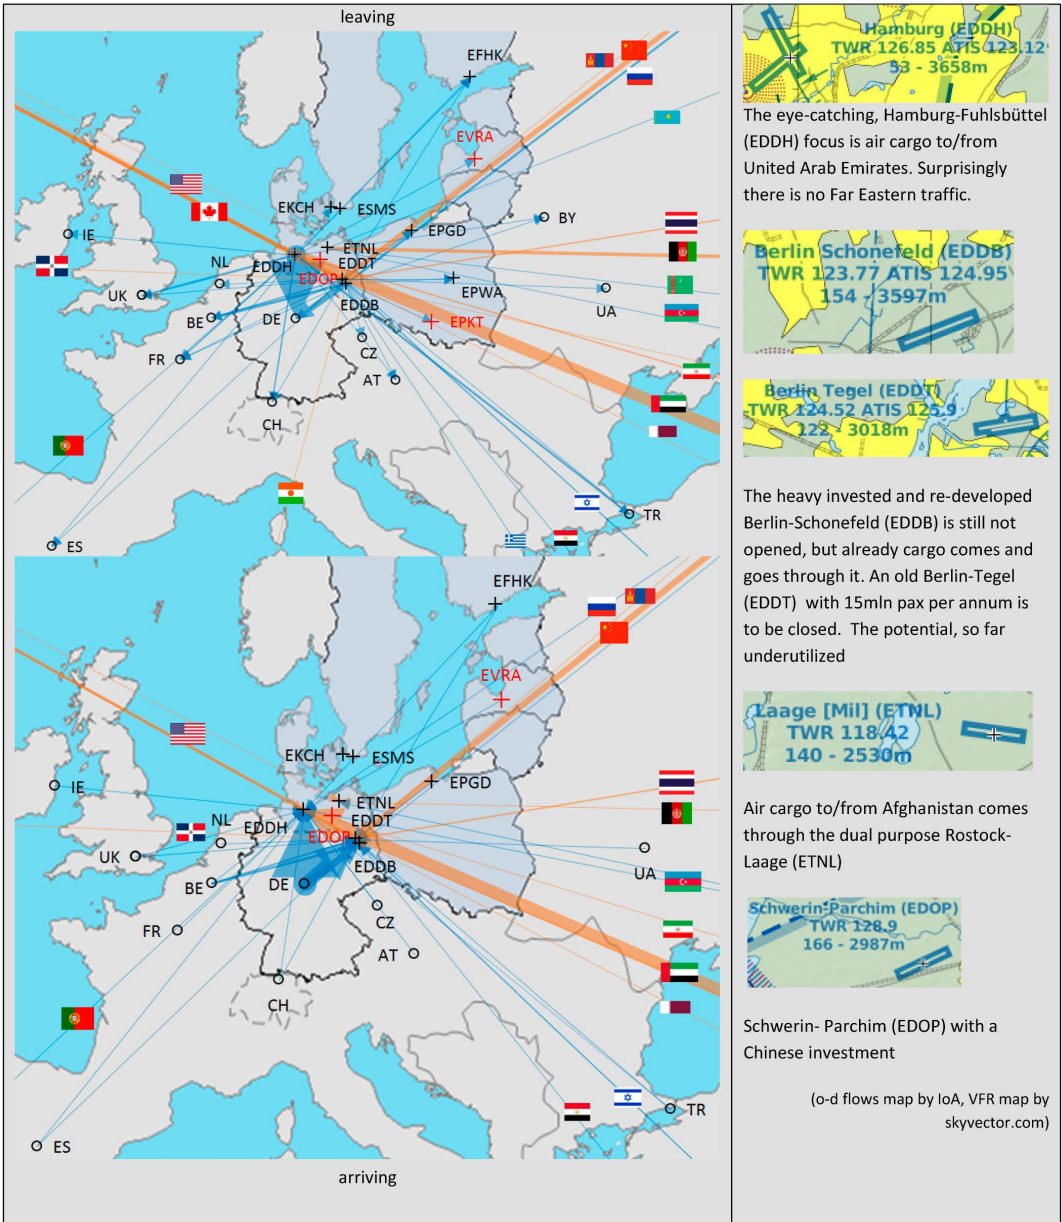 leaving
EFHK
EVRA
EKCH
ESMS
BY
IE
EPGD
NL
ETNL
EDDH
EDDT
EDOP
UK
EDDB
EPWA
UA
BE
DE
EPKT
FR
CZ
AT
CH
TR
ES
EFHK
EVRA
EKCH
ESMS
EPGD
IE
ETNL
NL
EDDH
EDDT
EDOP
UK
EDDB
UA
BE
DE
CZ
FR
AT
CH
TR
ES
arriving
Hamburg (EDDH)
TWR 126.85 ATIS 123.12
53 - 3658m
The eye-catching, Hamburg-Fuhlsbüttel
(EDDH) focus is air cargo to/from
United Arab Emirates. Surprisingly
there is no Far Eastern traffic.
Berlin Schonefeld (EDDB)
TWR 123.77 ATIS 124.95
154 - 3597m
Berlin Tegel (EDDT)
TWR 124.52 ATIS 125.9
122 - 3018m
The heavy invested and re-developed
Berlin-Schonefeld (EDDB) is still not
opened, but already cargo comes and
goes through it. An old Berlin-Tegel
(EDDT) with 15mln pax per annum is
to be closed. The potential, so far
underutilized
Laage [Mil] (ETNL)
TWR 118.42
140 - 2530m
Air cargo to/from Afghanistan comes
through the dual purpose Rostock-
Laage (ETNL)
Schwerin-Parchim (EDOP)
TWR 128.9
166 - 2987m
Schwerin- Parchim (EDOP) with a
Chinese investment
(o-d flows map by IoA, VFR map by
skyvector.com)